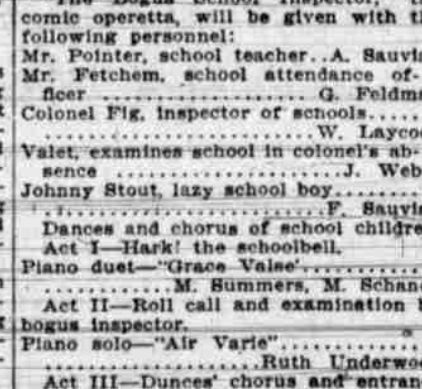 The Bogus School Inspector, t
comic operetta, will be given with t
following personnel:
Mr. Pointer, school teacher..A. Sauvi
Mr. Fetchem, school attendance of-
ficer .................. G. Feldm
Colonel Fig, inspector of schools.....
........................W. Layco
Valet, examines school in colonel's ab-
sence ....................J. Web
Johnny Stout, lazy school boy........
........................F. Sauvi
Dances and chorus of school childre
Act I—Hark! the schoolbell.
Piano duet—"Grace Valse'...........
............M. Summers, M. Schan
Act II—Roll call and examination b
bogus inspector.
Piano solo—"Air Varie".............
....................Ruth Underwo
Act III—Dunces' chorus and entran